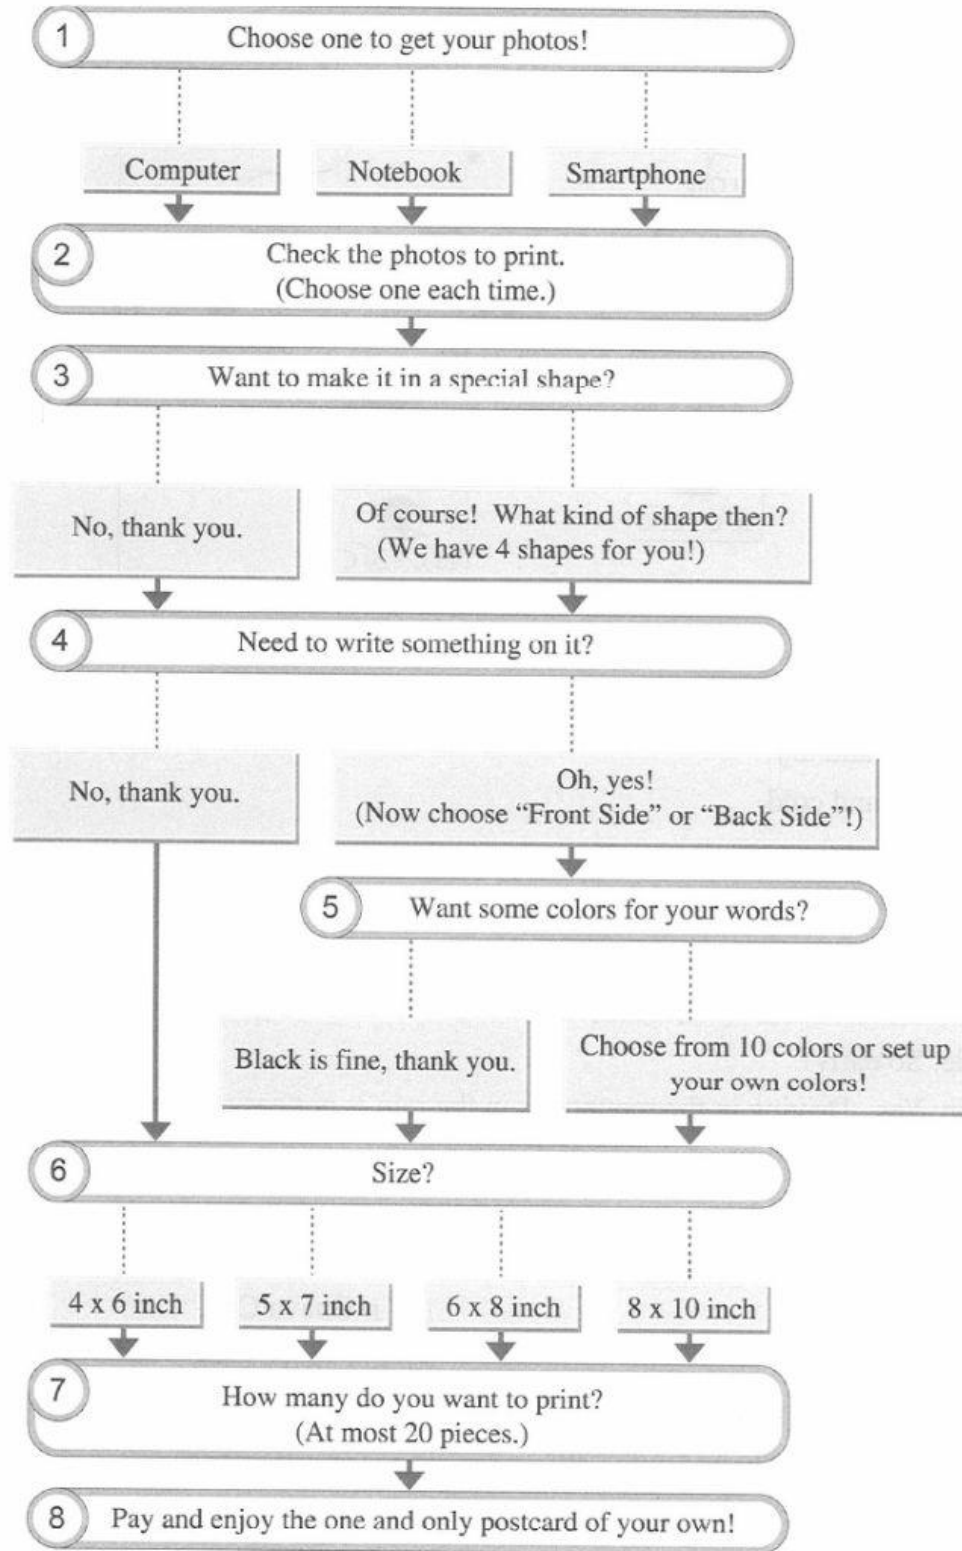 1 Choose one to get your photos!
Computer Notebook Smartphone
2 Check the photos to print.
(Choose one each time.)
3 Want to make it in a special shape?
No, thank you.
Of course! What kind of shape then?
(We have 4 shapes for you!)
4 Need to write something on it?
No, thank you.
Oh, yes!
(Now choose “Front Side” or “Back Side”!)
5 Want some colors for your words?
Black is fine, thank you.
Choose from 10 colors or set up
your own colors!
6 Size?
4 x 6 inch 5 x 7 inch 6 x 8 inch 8 x 10 inch
7 How many do you want to print?
(At most 20 pieces.)
8 Pay and enjoy the one and only postcard of your own!